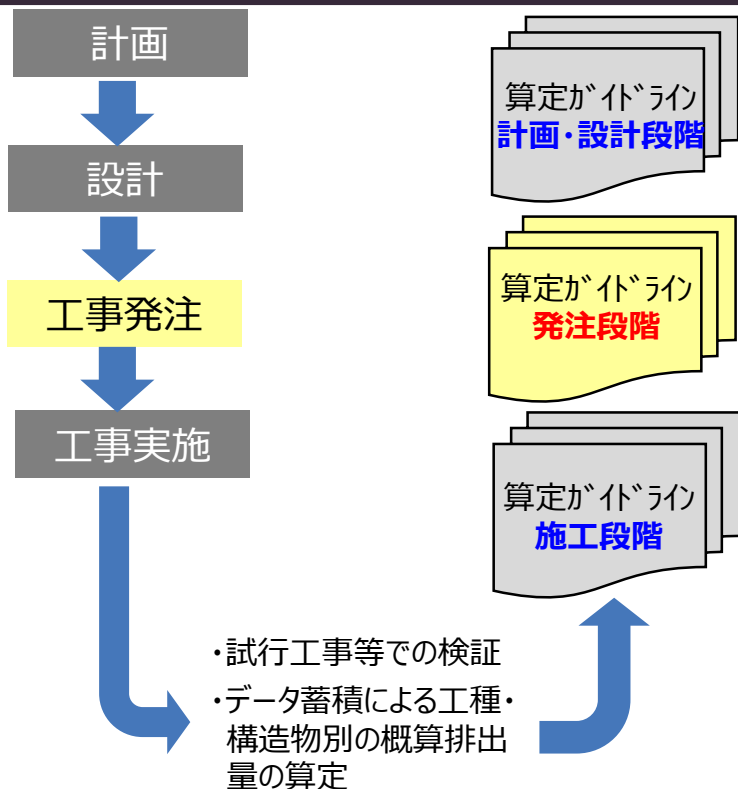 計画
設計
工事発注
工事実施
算定ｶﾞｲﾄﾞﾗｲﾝ
計画・設計段階
算定ｶﾞｲﾄﾞﾗｲﾝ
発注段階
算定ｶﾞｲﾄﾞﾗｲﾝ
施工段階
・試行工事等での検証
・データ蓄積による工種・
構造物別の概算排出
量の算定